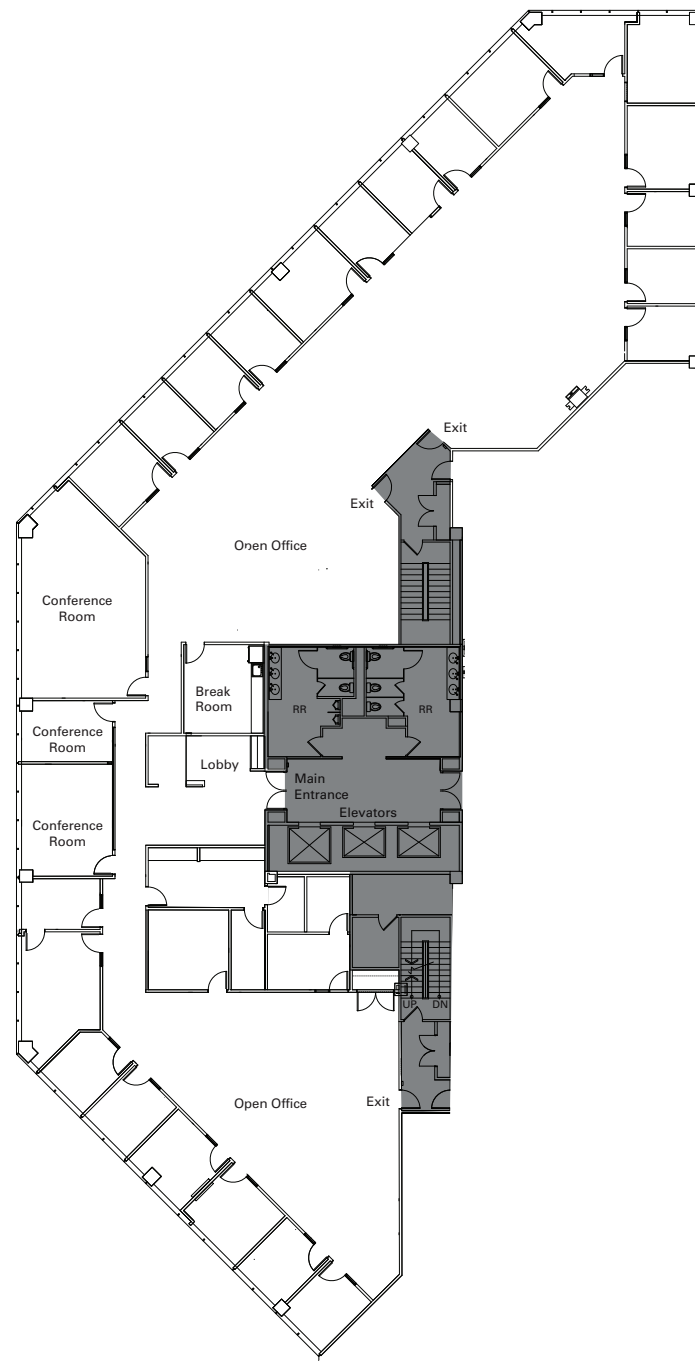 Exit
Exit
Open Office
Conference
Room
Break
Room
RR
RR
Conference
Room
Lobby
Main
Entrance
Elevators
Conference
Room
UP
DN
Open Office
Exit